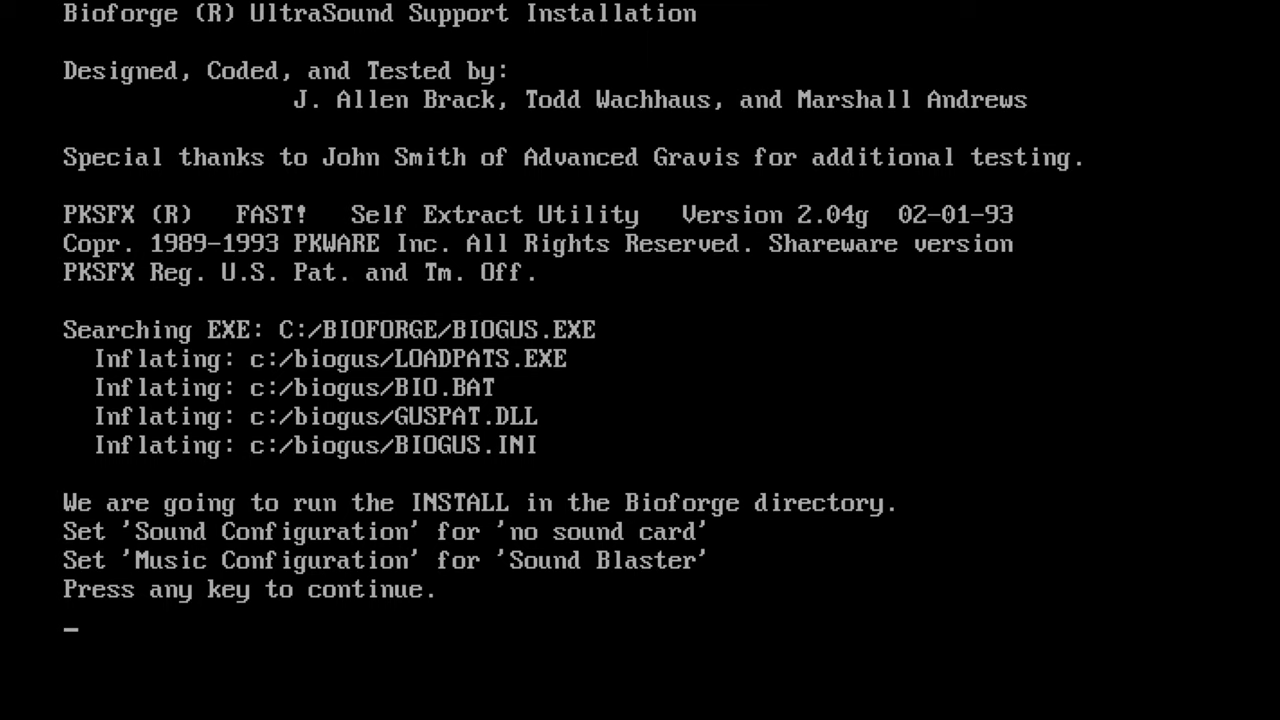 Bioforge (R) UltraSound Support Installation
Designed, Coded, and Tested by:
J. Allen Brack, Todd Wachhaus, and Marshall Andrews
Special thanks to John Smith of Advanced Gravis for additional testing.
PKSFX (R)   FAST!   Self Extract Utility   Version 2.04g  02-01-93
Copr. 1989-1993 PKWARE Inc. All Rights Reserved. Shareware version
PKSFX Reg. U.S. Pat. and Tm. Off.
Searching EXE: C:/BIOFORGE/BIOGUS.EXE
Inflating: c:/biogus/LOADPATS.EXE
Inflating: c:/biogus/BIO.BAT
Inflating: c:/biogus/GUSPAT.DLL
Inflating: c:/biogus/BIOGUS.INI
We are going to run the INSTALL in the Bioforge directory.
Set 'Sound Configuration' for 'no sound card'
Set 'Music Configuration' for 'Sound Blaster'
Press any key to continue.
_